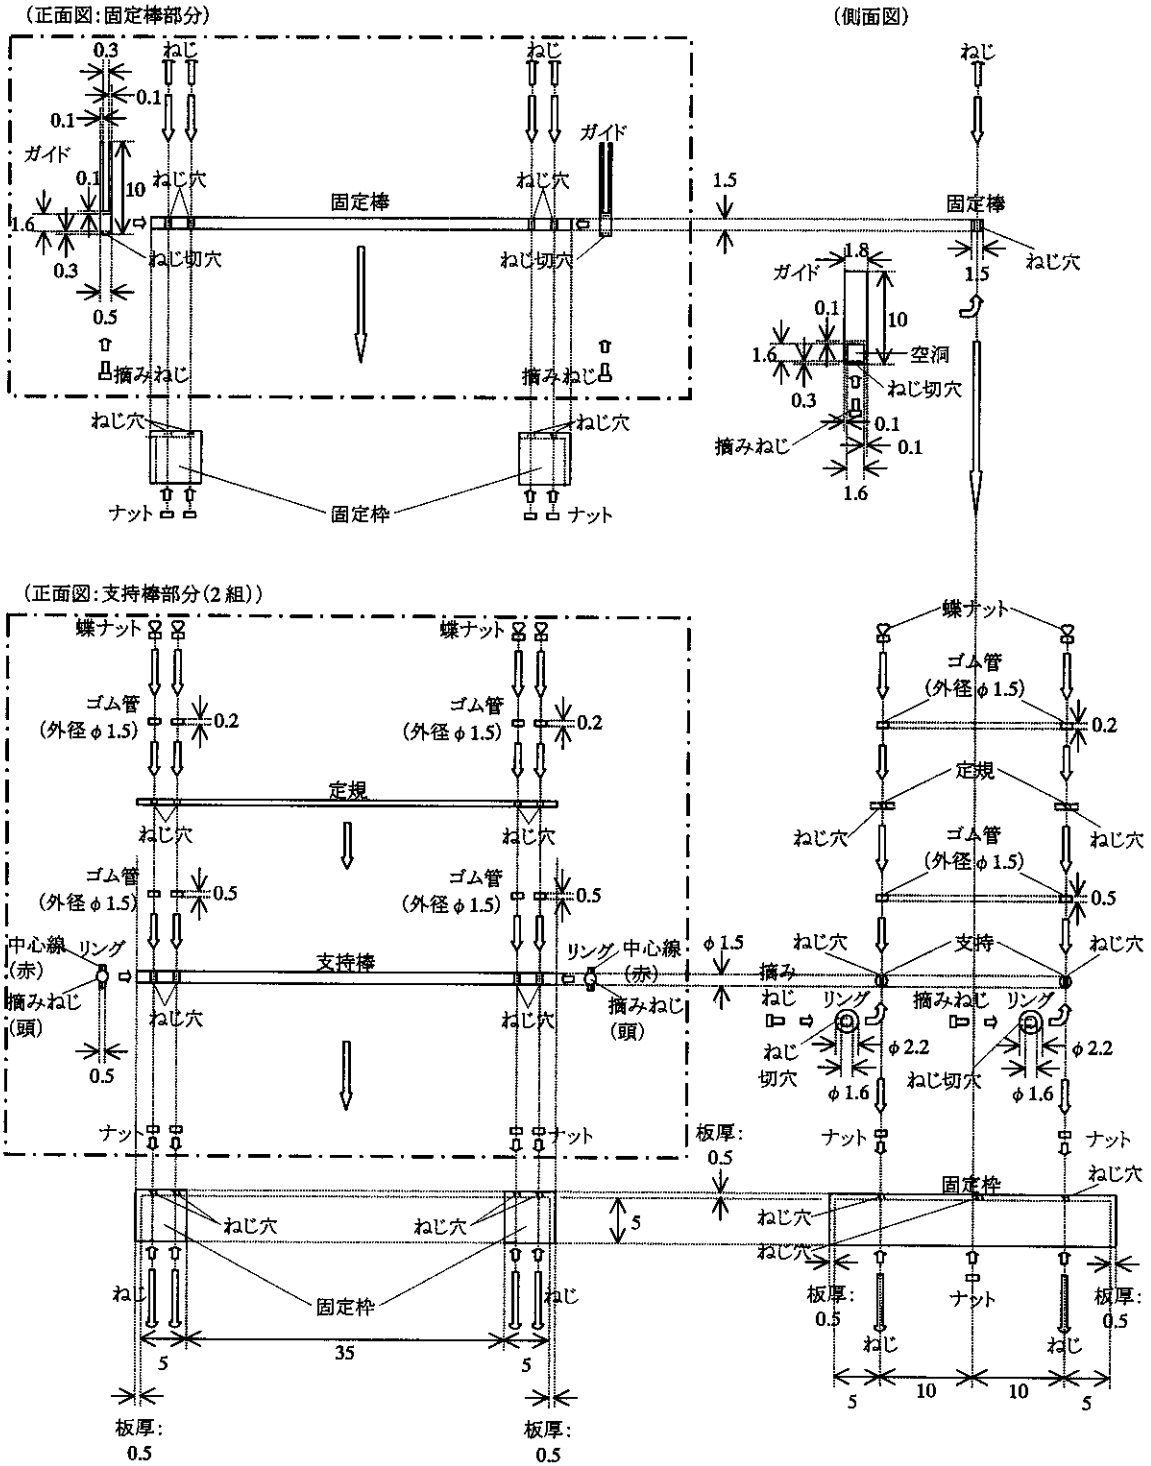 (正面図:固定棒部分)
(側面図)
0.3
ねじ
ねじ
ねじ
0.1
0.1
ガイド
ガイド
0.1
10
ねじ穴
ねじ穴
固定棒
1.5
固定棒
1.6
0.3
ねじ切穴
ねじ切穴
ねじ穴
1.5
1.8
ガイド
0.5
0.1
10
1.6
空洞
摘みねじ
摘みねじ
0.3
ねじ切穴
ねじ穴
ねじ穴
摘みねじ
0.1
0.1
1.6
ナット
固定枠
ナット
(正面図:支持棒部分(2組))
蝶ナット
蝶ナット
蝶ナット
ゴム管
(外径φ1.5)
0.2
ゴム管
(外径φ1.5)
0.2
ゴム管
(外径φ1.5)
0.2
定規
定規
ねじ穴
ねじ穴
ねじ穴
ねじ穴
ゴム管
(外径φ1.5)
0.5
ゴム管
(外径φ1.5)
0.5
ゴム管
(外径φ1.5)
0.5
中心線
(赤)
リング
支持棒
リング
中心線
(赤)
φ1.5
ねじ穴
支持
ねじ穴
摘みねじ
(頭)
ねじ穴
ねじ穴
摘みねじ
(頭)
摘み
ねじ
リング
摘みねじ
リング
0.5
ねじ
切穴
φ2.2
φ1.6
ねじ切穴
φ2.2
φ1.6
ナット
ナット
板厚:
0.5
ナット
ナット
ねじ穴
ねじ穴
5
固定枠
ねじ穴
ねじ穴
ねじ穴
ねじ
固定枠
ねじ
板厚:
0.5
ナット
板厚:
0.5
ねじ
ねじ
5
35
5
5
10
10
5
板厚:
0.5
板厚:
0.5